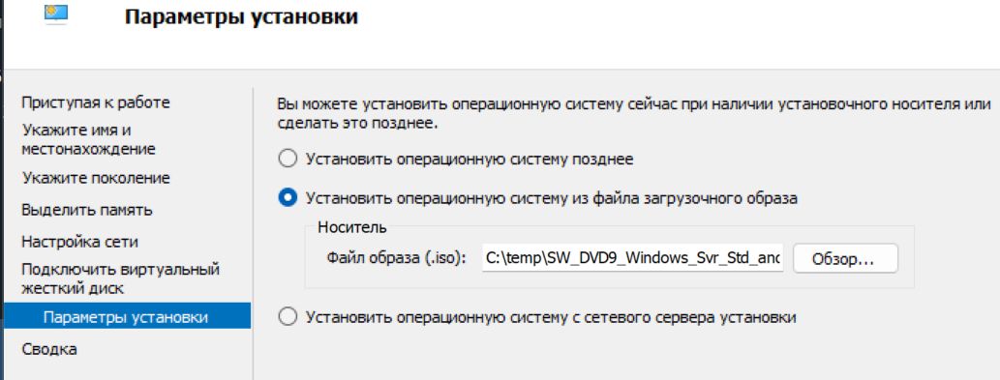 Параметры установки
Приступая к работе
Укажите имя и
местонахождение
Укажите поколение
Выделить память
Настройка сети
Подключить виртуальный
жесткий диск
Параметры установки
Сводка
Вы можете установить операционную систему сейчас при наличии установочного носителя или
сделать это позднее.
Установить операционную систему позднее
Установить операционную систему из файла загрузочного образа
Носитель
Файл образа (.iso): C:\temp\SW_DVD9_Windows_Svr_Std_and Обзор...
Установить операционную систему с сетевого сервера установки